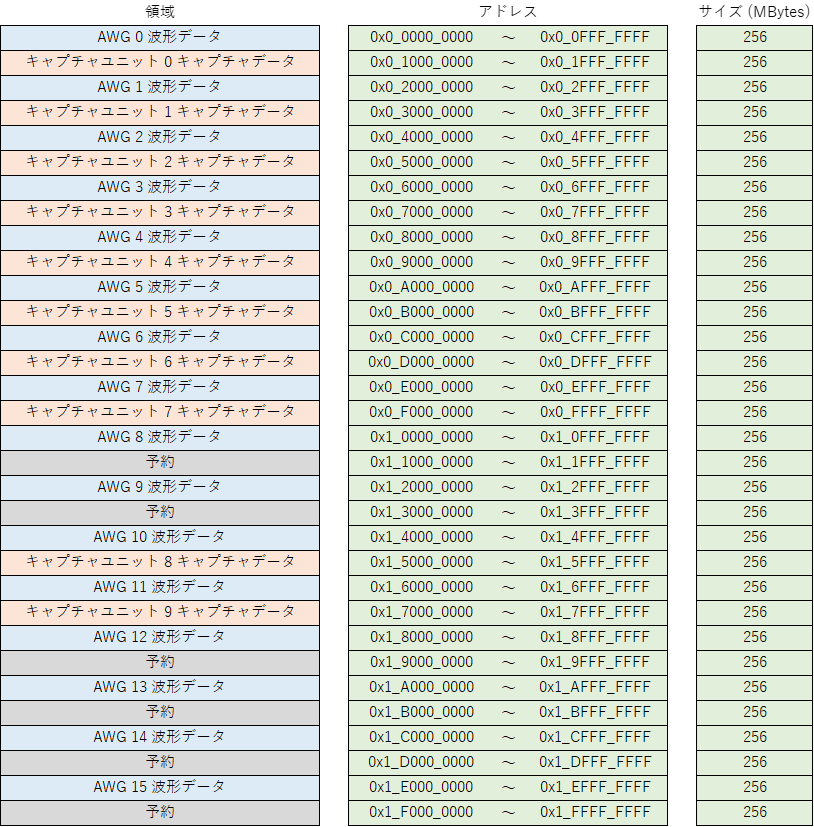 領域 アドレス サイズ (MBytes)
AWG 0 波形データ 0x0_0000_0000 ～ 0x0_0FFF_FFFF 256
キャプチャユニット 0 キャプチャデータ 0x0_1000_0000 ～ 0x0_1FFF_FFFF 256
AWG 1 波形データ 0x0_2000_0000 ～ 0x0_2FFF_FFFF 256
キャプチャユニット 1 キャプチャデータ 0x0_3000_0000 ～ 0x0_3FFF_FFFF 256
AWG 2 波形データ 0x0_4000_0000 ～ 0x0_4FFF_FFFF 256
キャプチャユニット 2 キャプチャデータ 0x0_5000_0000 ～ 0x0_5FFF_FFFF 256
AWG 3 波形データ 0x0_6000_0000 ～ 0x0_6FFF_FFFF 256
キャプチャユニット 3 キャプチャデータ 0x0_7000_0000 ～ 0x0_7FFF_FFFF 256
AWG 4 波形データ 0x0_8000_0000 ～ 0x0_8FFF_FFFF 256
キャプチャユニット 4 キャプチャデータ 0x0_9000_0000 ～ 0x0_9FFF_FFFF 256
AWG 5 波形データ 0x0_A000_0000 ～ 0x0_AFFF_FFFF 256
キャプチャユニット 5 キャプチャデータ 0x0_B000_0000 ～ 0x0_BFFF_FFFF 256
AWG 6 波形データ 0x0_C000_0000 ～ 0x0_CFFF_FFFF 256
キャプチャユニット 6 キャプチャデータ 0x0_D000_0000 ～ 0x0_DFFF_FFFF 256
AWG 7 波形データ 0x0_E000_0000 ～ 0x0_EFFF_FFFF 256
キャプチャユニット 7 キャプチャデータ 0x0_F000_0000 ～ 0x0_FFFF_FFFF 256
AWG 8 波形データ 0x1_0000_0000 ～ 0x1_0FFF_FFFF 256
予約 0x1_1000_0000 ～ 0x1_1FFF_FFFF 256
AWG 9 波形データ 0x1_2000_0000 ～ 0x1_2FFF_FFFF 256
予約 0x1_3000_0000 ～ 0x1_3FFF_FFFF 256
AWG 10 波形データ 0x1_4000_0000 ～ 0x1_4FFF_FFFF 256
キャプチャユニット 8 キャプチャデータ 0x1_5000_0000 ～ 0x1_5FFF_FFFF 256
AWG 11 波形データ 0x1_6000_0000 ～ 0x1_6FFF_FFFF 256
キャプチャユニット 9 キャプチャデータ 0x1_7000_0000 ～ 0x1_7FFF_FFFF 256
AWG 12 波形データ 0x1_8000_0000 ～ 0x1_8FFF_FFFF 256
予約 0x1_9000_0000 ～ 0x1_9FFF_FFFF 256
AWG 13 波形データ 0x1_A000_0000 ～ 0x1_AFFF_FFFF 256
予約 0x1_B000_0000 ～ 0x1_BFFF_FFFF 256
AWG 14 波形データ 0x1_C000_0000 ～ 0x1_CFFF_FFFF 256
予約 0x1_D000_0000 ～ 0x1_DFFF_FFFF 256
AWG 15 波形データ 0x1_E000_0000 ～ 0x1_EFFF_FFFF 256
予約 0x1_F000_0000 ～ 0x1_FFFF_FFFF 256